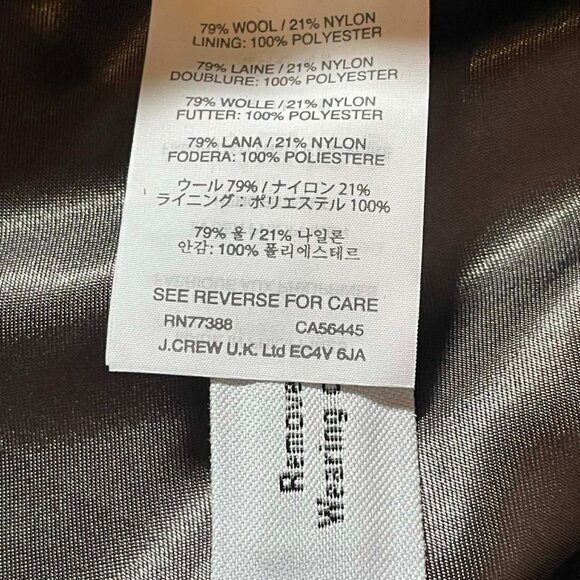 79% WOOL / 21% NYLON
LINING: 100% POLYESTER
79% LAINE / 21% NYLON
DOUBLURE: 100% POLYESTER
79% WOLLE / 21% NYLON
FUTTER: 100% POLYESTER
79% LANA / 21% NYLON
FODERA: 100% POLIESTERE
ウール 79% / ナイロン 21%
ライニング：ポリエステル 100%
79% 울 / 21% 나일론
안감: 100% 폴리에스테르
SEE REVERSE FOR CARE
RN77388 CA56445
J.CREW U.K. Ltd EC4V 6JA
Remove
Wearing